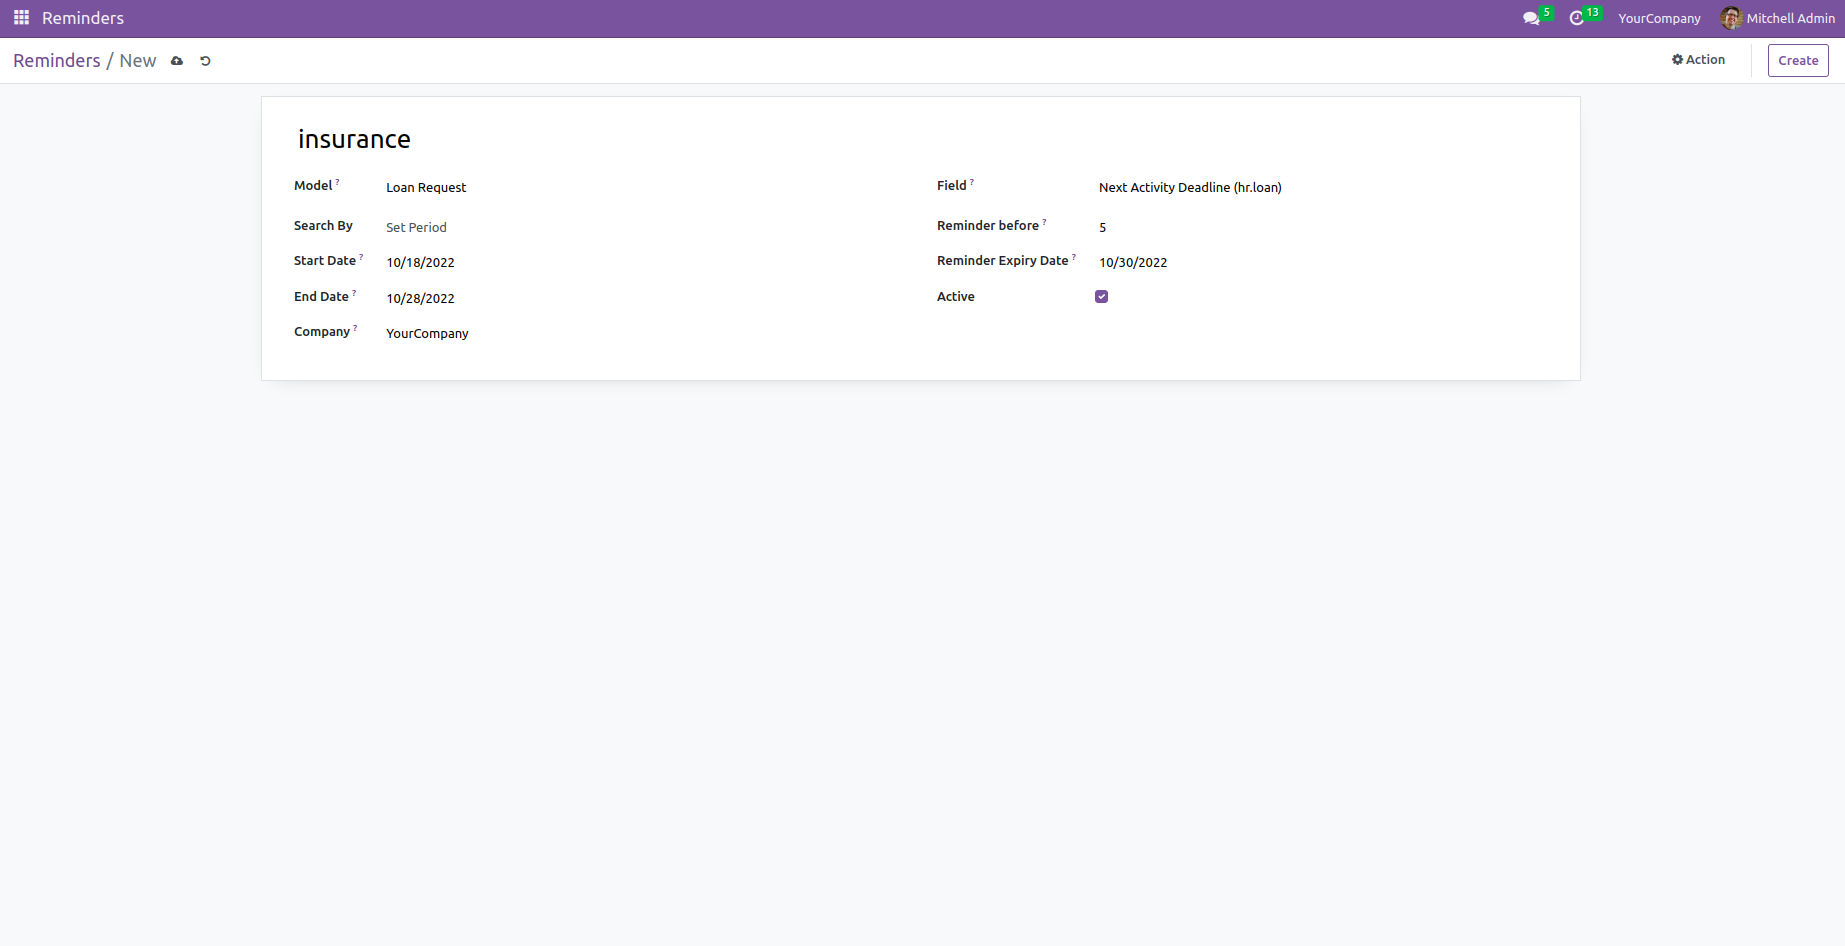 Reminders 5 13 YourCompany Mitchell Admin
Reminders / New Action Create
insurance
Model ? Loan Request Field ? Next Activity Deadline (hr.loan)
Search By Set Period Reminder before ? 5
Start Date ? 10/18/2022 Reminder Expiry Date ? 10/30/2022
End Date ? 10/28/2022 Active
Company ? YourCompany